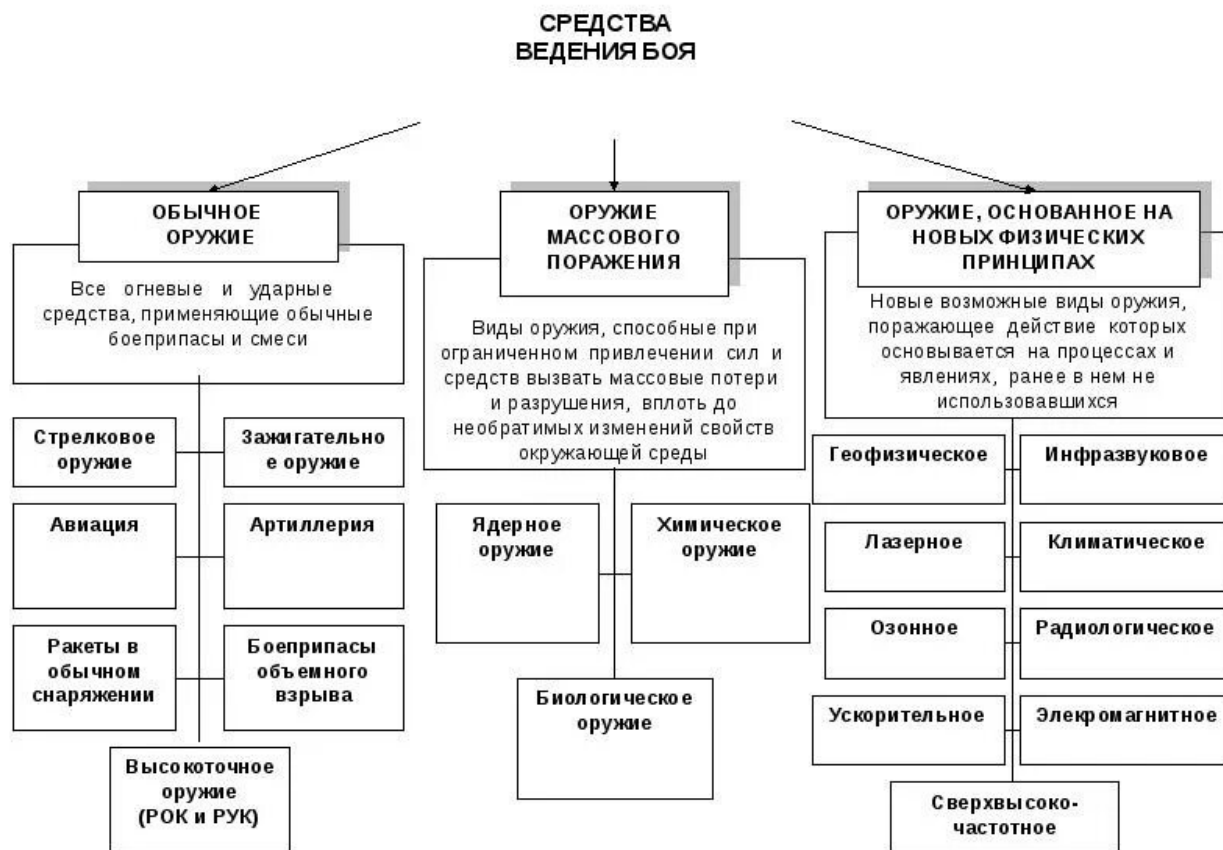 СРЕДСТВА
ВЕДЕНИЯ БОЯ
ОБЫЧНОЕ
ОРУЖИЕ
Все огневые и ударные
средства, применяющие обычные
боеприпасы и смеси
Стрелковое
оружие
Зажигательно
е оружие
Авиация
Артиллерия
Ракеты в
обычном
снаряжении
Боеприпасы
объемного
взрыва
Высокоточное
оружие
(РОК и РУК)
ОРУЖИЕ
МАССОВОГО
ПОРАЖЕНИЯ
Виды оружия, способные при
ограниченном привлечении сил и
средств вызвать массовые потери
и разрушения, вплоть до
необратимых изменений свойств
окружающей среды
Ядерное
оружие
Химическое
оружие
Биологическое
оружие
ОРУЖИЕ, ОСНОВАННОЕ НА
НОВЫХ ФИЗИЧЕСКИХ
ПРИНЦИПАХ
Новые возможные виды оружия,
поражающее действие которых
основывается на процессах и
явлениях, ранее в нем не
использовавшихся
Геофизическое
Инфразвуковое
Лазерное
Климатическое
Озонное
Радиологическое
Ускорительное
Элекромагнитное
Сверхвысоко-
частотное